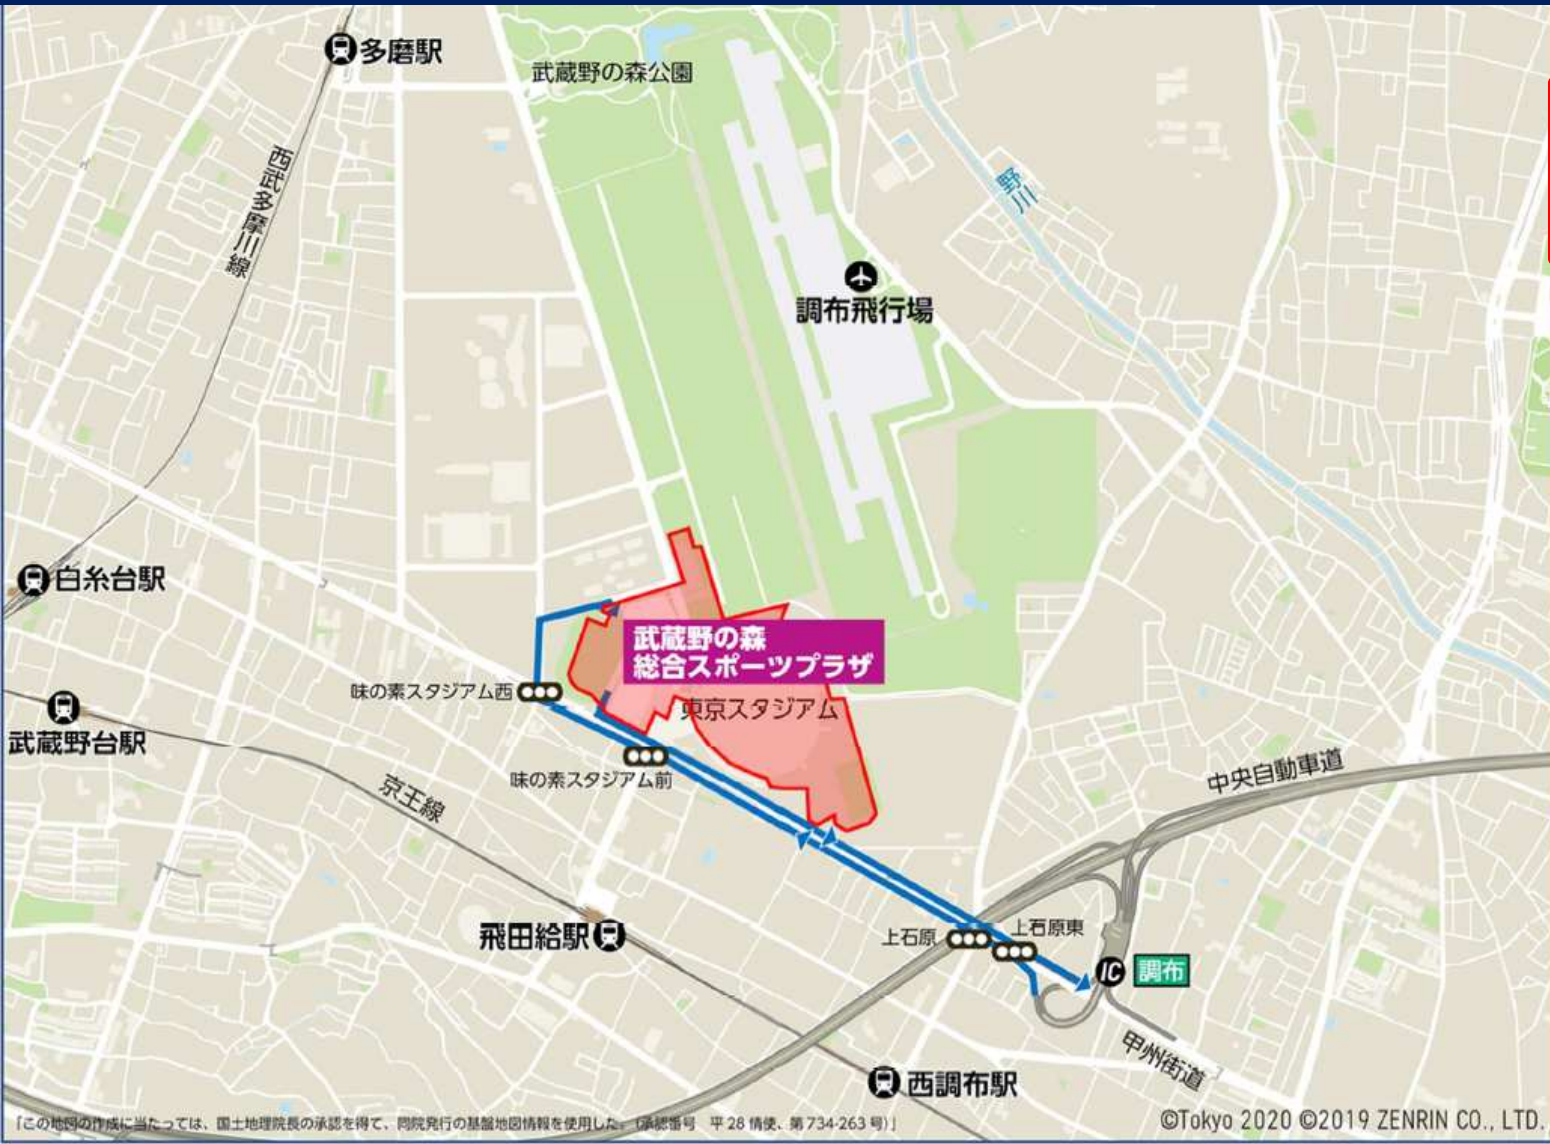 多磨駅
武蔵野の森公園
西武多摩川線
野川
調布飛行場
白糸台駅
武蔵野の森
総合スポーツプラザ
味の素スタジアム西
東京スタジアム
武蔵野台駅
味の素スタジアム前
中央自動車道
京王線
飛田給駅
上石原
上石原東
IC
調布
甲州街道
西調布駅
「この地図の作成に当たっては、国土地理院長の承認を得て、同院発行の基盤地図情報を使用した。(承認番号 平28情使、第734-263号)」
©Tokyo 2020 ©2019 ZENRIN CO., LTD.